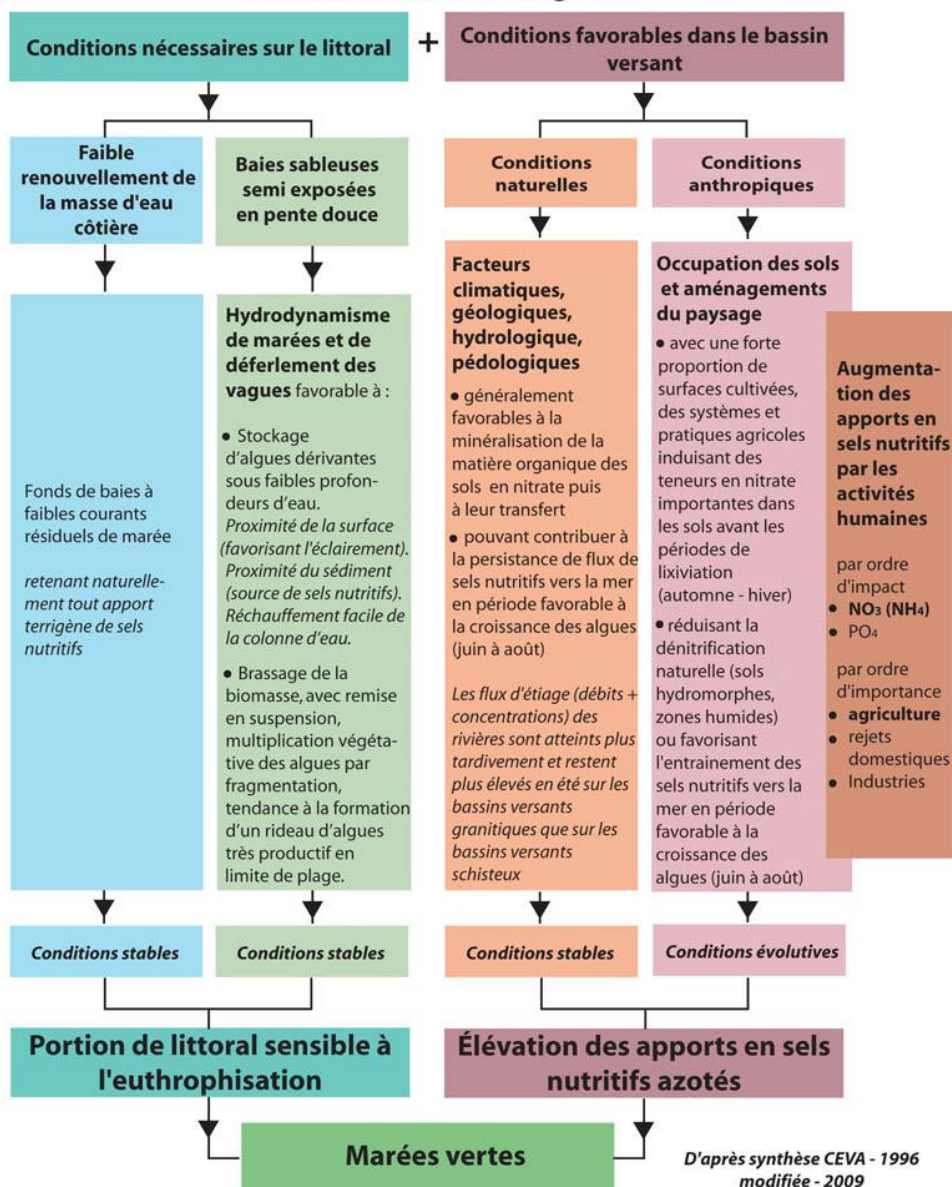 Conditions nécessaires sur le littoral
+
Conditions favorables dans le bassin
versant
Faible
renouvellement de
la masse d'eau
côtière
Baies sableuses
semi exposées
en pente douce
Conditions
naturelles
Conditions
anthropiques
Fonds de baies à
faibles courants
résiduels de marée
retenant naturelle-
ment tout apport
terrigène de sels
nutritifs
Hydrodynamisme
de marées et de
déferlement des
vagues favorable à :
• Stockage
d'algues dérivantes
sous faibles profon-
deurs d'eau.
Proximité de la surface
(favorisant l'éclairement).
Proximité du sédiment
(source de sels nutritifs).
Réchauffement facile de
la colonne d'eau.
• Brassage de la
biomasse, avec remise
en suspension,
multiplication végéta-
tive des algues par
fragmentation,
tendance à la formation
d'un rideau d'algues
très productif en
limite de plage.
Facteurs
climatiques,
géologiques,
hydrologique,
pédologiques
• généralement
favorables à la
minéralisation de la
matière organique des
sols en nitrate puis
à leur transfert
• pouvant contribuer à
la persistance de flux de
sels nutritifs vers la mer
en période favorable à
la croissance des algues
(juin à août)
Les flux d'étiage (débits +
concentrations) des
rivières sont atteints plus
tardivement et restent
plus élevés en été sur les
bassins versants
granitiques que sur les
bassins versants
schisteux
Occupation des sols
et aménagements
du paysage
• avec une forte
proportion de
surfaces cultivées,
des systèmes et
pratiques agricoles
induisant des
teneurs en nitrate
importantes dans
les sols avant les
périodes de
lixiviation
(automne - hiver)
• réduisant la
dénitrification
naturelle (sols
hydromorphes,
zones humides)
ou favorisant
l'entrainement des
sels nutritifs vers la
mer en période
favorable à la
croissance des
algues (juin à août)
Augmenta-
tion des
apports en
sels nutritifs
par les
activités
humaines
par ordre
d'impact
• NO₃ (NH₄)
• PO₄
par ordre
d'importance
• agriculture
• rejets
domestiques
• Industries
Conditions stables
Conditions stables
Conditions stables
Conditions évolutives
Portion de littoral sensible à
l'euthrophisation
Élévation des apports en sels
nutritifs azotés
Marées vertes
D'après synthèse CEVA - 1996
modifiée - 2009